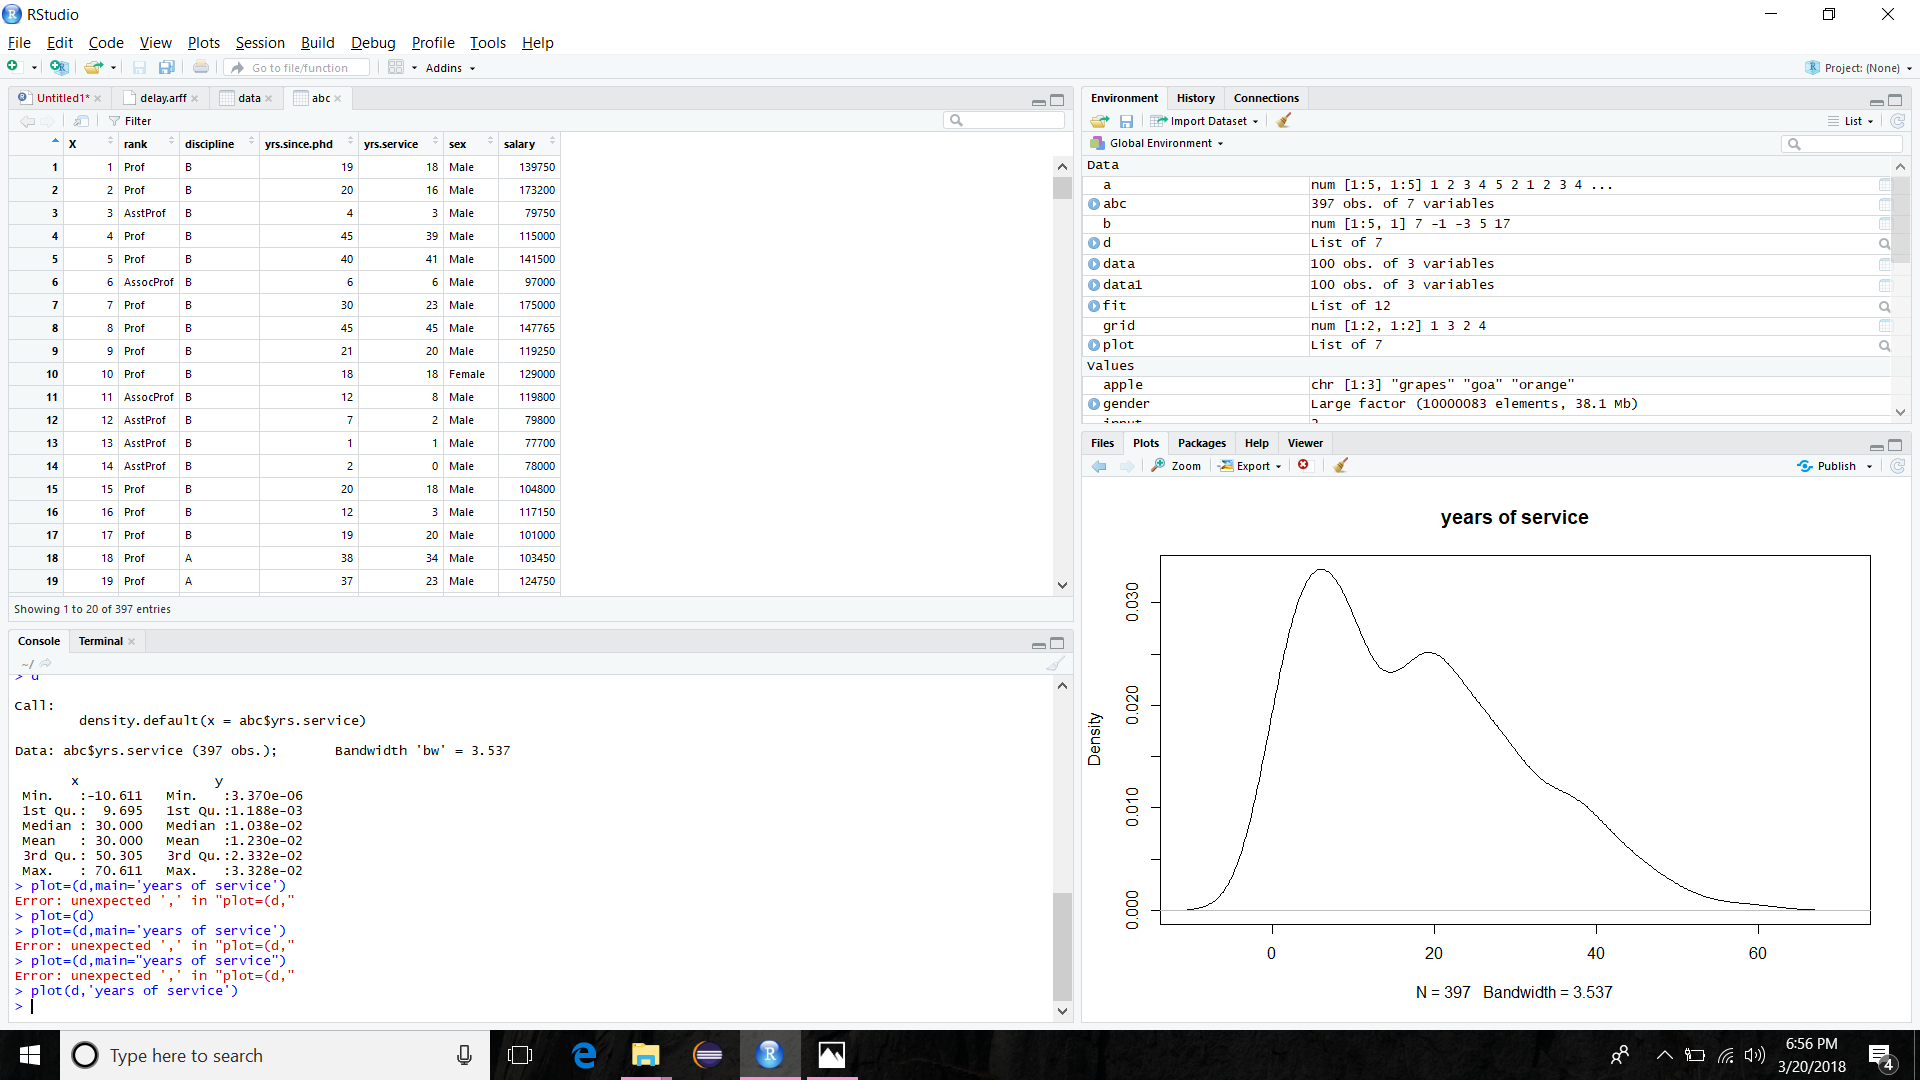 RStudio
File Edit Code View Plots Session Build Debug Profile Tools Help
Go to file/function Addins Project: (None)
Untitled1* delay.arff data abc
Filter
X rank discipline yrs.since.phd yrs.service sex salary
1 1 Prof B 19 18 Male 139750
2 2 Prof B 20 16 Male 173200
3 3 AsstProf B 4 3 Male 79750
4 4 Prof B 45 39 Male 115000
5 5 Prof B 40 41 Male 141500
6 6 AssocProf B 6 6 Male 97000
7 7 Prof B 30 23 Male 175000
8 8 Prof B 45 45 Male 147765
9 9 Prof B 21 20 Male 119250
10 10 Prof B 18 18 Female 129000
11 11 AssocProf B 12 8 Male 119800
12 12 AsstProf B 7 2 Male 79800
13 13 AsstProf B 1 1 Male 77700
14 14 AsstProf B 2 0 Male 78000
15 15 Prof B 20 18 Male 104800
16 16 Prof B 12 3 Male 117150
17 17 Prof B 19 20 Male 101000
18 18 Prof A 38 34 Male 103450
19 19 Prof A 37 23 Male 124750
Showing 1 to 20 of 397 entries
Console Terminal
~/
> d
Call:
density.default(x = abc$yrs.service)
Data: abc$yrs.service (397 obs.); Bandwidth 'bw' = 3.537
x y
Min. :-10.611 Min. :3.370e-06
1st Qu.: 9.695 1st Qu.:1.188e-03
Median : 30.000 Median :1.038e-02
Mean : 30.000 Mean :1.230e-02
3rd Qu.: 50.305 3rd Qu.:2.332e-02
Max. : 70.611 Max. :3.328e-02
> plot=(d,main='years of service')
Error: unexpected ',' in "plot=(d,"
> plot=(d)
> plot=(d,main='years of service')
Error: unexpected ',' in "plot=(d,"
> plot=(d,main="years of service")
Error: unexpected ',' in "plot=(d,"
> plot(d,'years of service')
>
Environment History Connections
Import Dataset List
Global Environment
Data
a num [1:5, 1:5] 1 2 3 4 5 2 1 2 3 4 ...
abc 397 obs. of 7 variables
b num [1:5, 1] 7 -1 -3 5 17
d List of 7
data 100 obs. of 3 variables
data1 100 obs. of 3 variables
fit List of 12
grid num [1:2, 1:2] 1 3 2 4
plot List of 7
Values
apple chr [1:3] "grapes" "goa" "orange"
gender Large factor (10000083 elements, 38.1 Mb)
Files Plots Packages Help Viewer
Zoom Export Publish
years of service
Density
0.030
0.020
0.010
0.000
0 20 40 60
N = 397 Bandwidth = 3.537
Type here to search
6:56 PM
3/20/2018
4